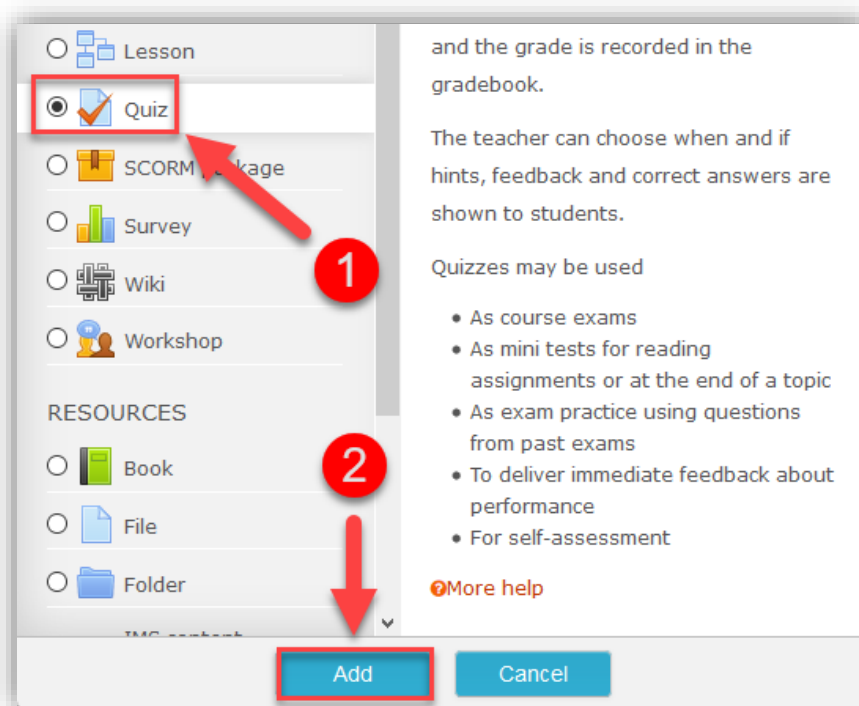 Lesson
Quiz
SCORM package
Survey
1
Wiki
Workshop
RESOURCES
2
Book
File
Folder
IMS content
and the grade is recorded in the
gradebook.
The teacher can choose when and if
hints, feedback and correct answers are
shown to students.
Quizzes may be used
• As course exams
• As mini tests for reading
assignments or at the end of a topic
• As exam practice using questions
from past exams
• To deliver immediate feedback about
performance
• For self-assessment
More help
Add
Cancel